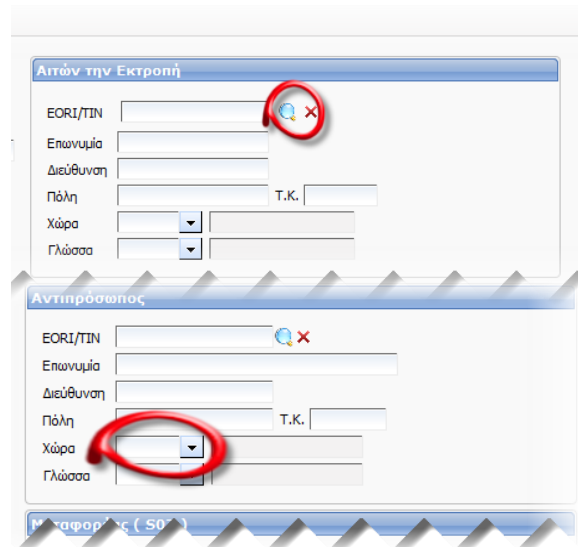 Αιτών την Εκτροπή
EORI/TIN
Επωνυμία
Διεύθυνση
Πόλη Τ.Κ.
Χώρα
Γλώσσα
Αντιπρόσωπος
EORI/TIN
Επωνυμία
Διεύθυνση
Πόλη Τ.Κ.
Χώρα
Γλώσσα